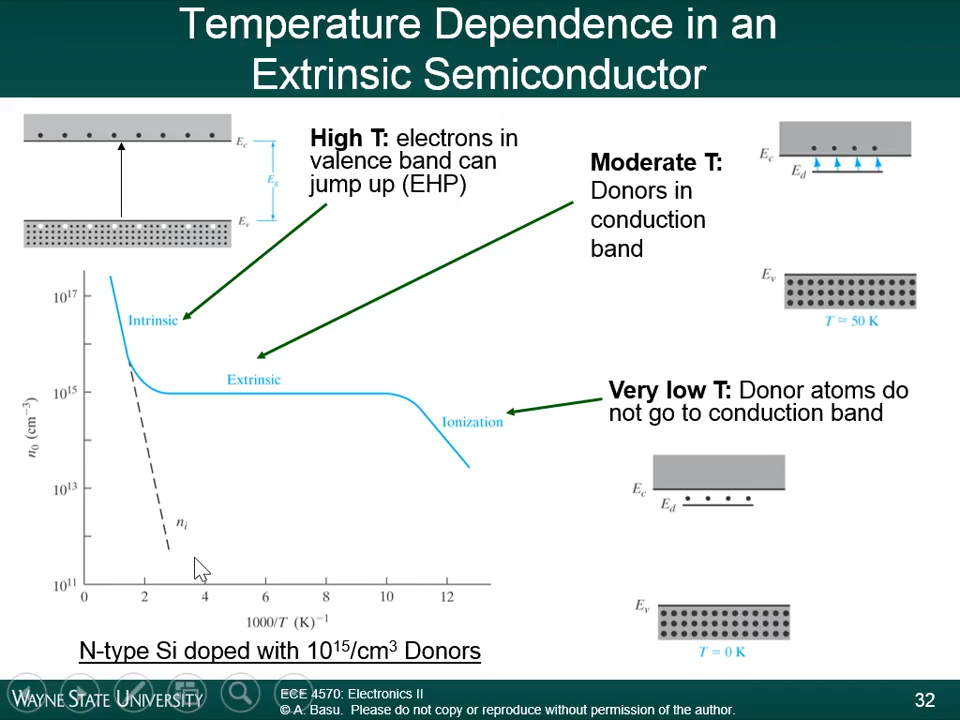 Temperature Dependence in an
Extrinsic Semiconductor
High T: electrons in
valence band can
jump up (EHP)
Moderate T:
Donors in
conduction
band
E_c
E_g
E_v
E_c
E_d
E_v
T ≃ 50 K
10^17
10^15
10^13
10^11
n_0 (cm^−3)
Intrinsic
Extrinsic
Ionization
n_i
0 2 4 6 8 10 12
1000/T (K)^−1
Very low T: Donor atoms do
not go to conduction band
E_c
E_d
E_v
T = 0 K
N-type Si doped with 10^15/cm^3 Donors
WAYNE STATE UNIVERSITY
ECE 4570: Electronics II
© A. Basu. Please do not copy or reproduce without permission of the author.
32